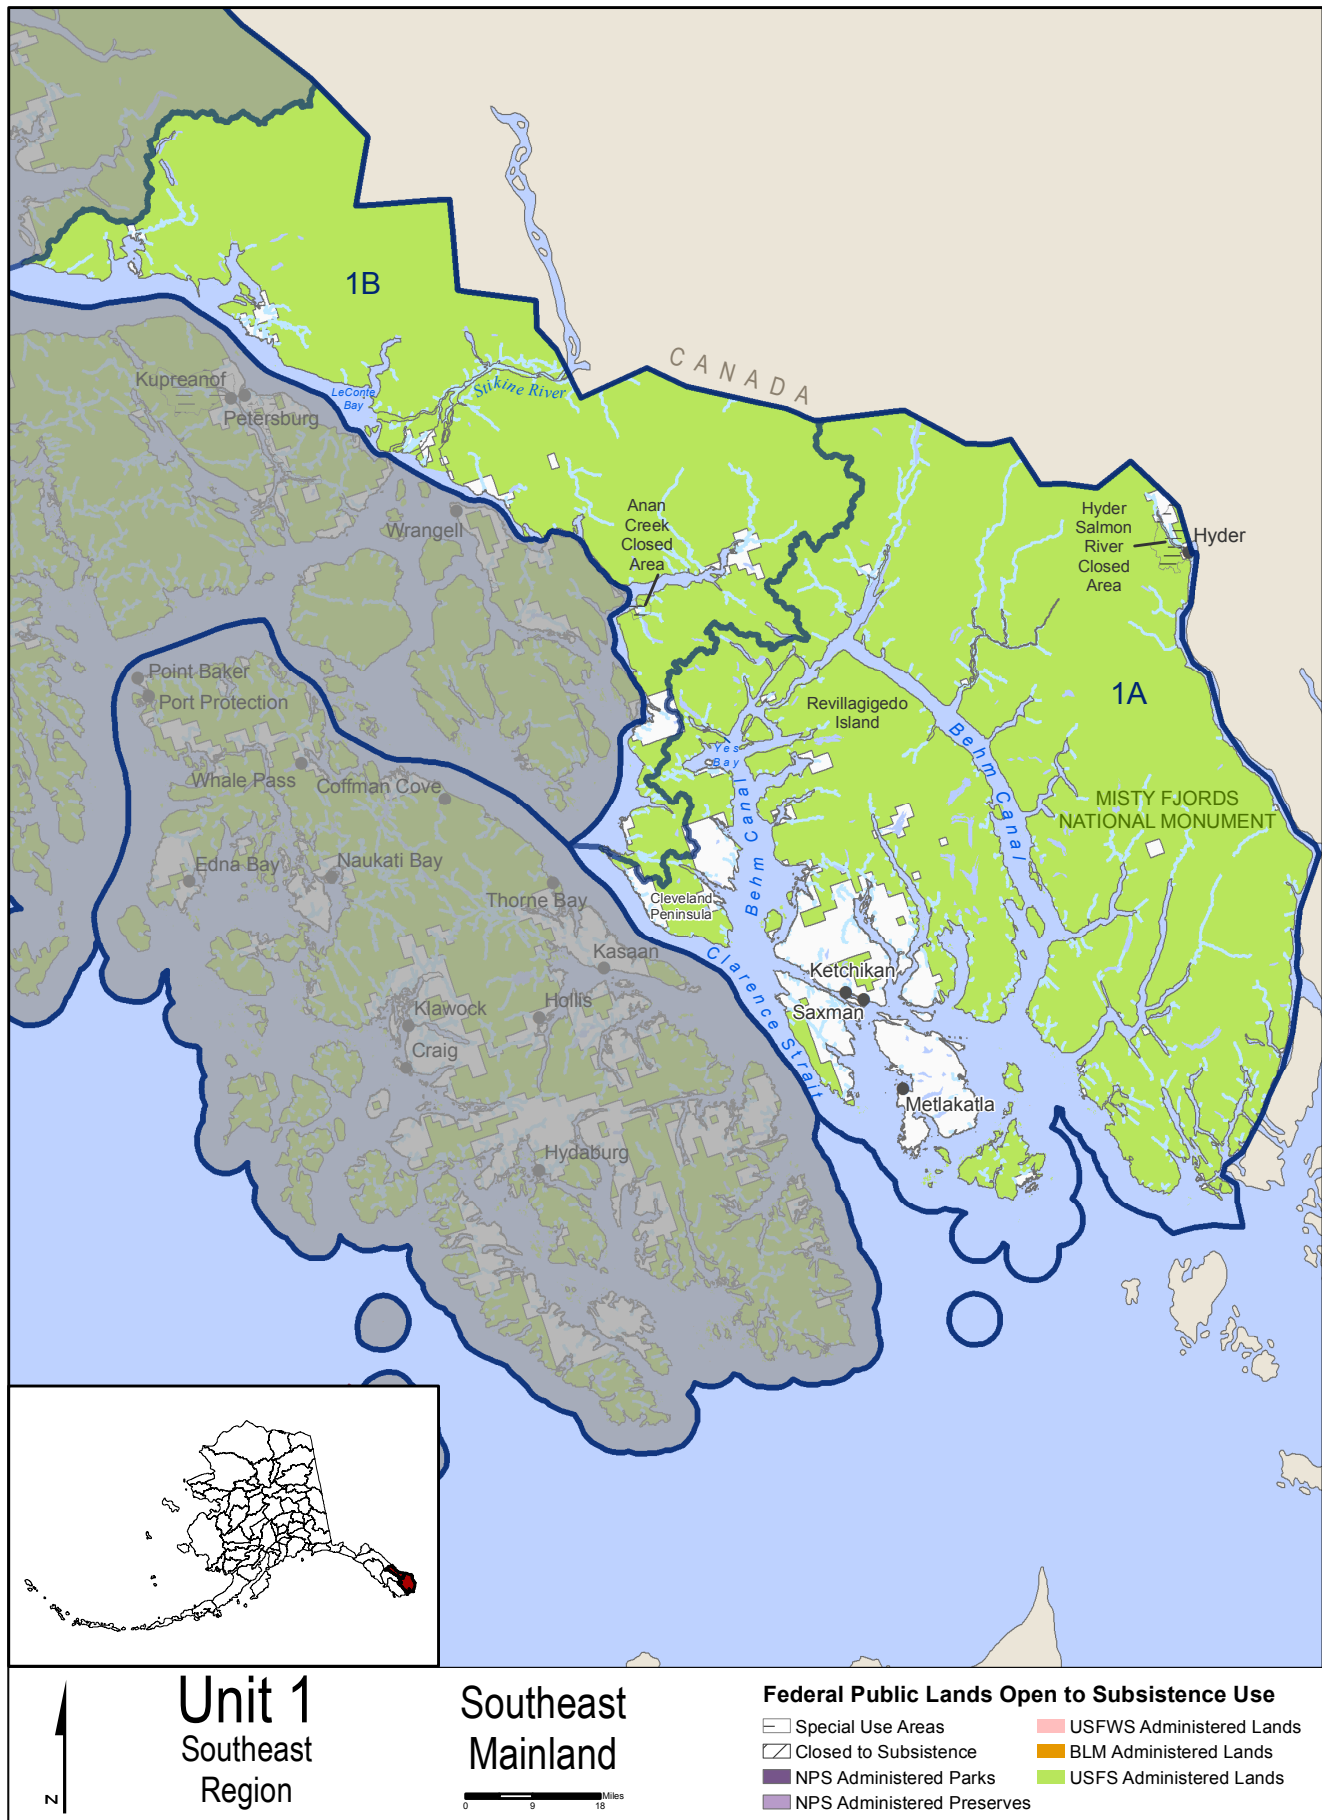 1B
CANADA
Kupreanof
Petersburg
LeConte
Bay
Stikine River
Wrangell
Anan
Creek
Closed
Area
Hyder
Salmon
River
Closed
Area
Hyder
Point Baker
Port Protection
Whale Pass
Coffman Cove
Revillagigedo
Island
1A
Yes
Bay
Behm Canal
Behm Canal
MISTY FJORDS
NATIONAL MONUMENT
Edna Bay
Naukati Bay
Thorne Bay
Cleveland
Peninsula
Kasaan
Clarence Strait
Ketchikan
Saxman
Klawock
Hollis
Craig
Metlakatla
Hydaburg
N
Unit 1
Southeast
Region
Southeast
Mainland
Miles
0 9 18
Federal Public Lands Open to Subsistence Use
Special Use Areas
Closed to Subsistence
NPS Administered Parks
NPS Administered Preserves
USFWS Administered Lands
BLM Administered Lands
USFS Administered Lands